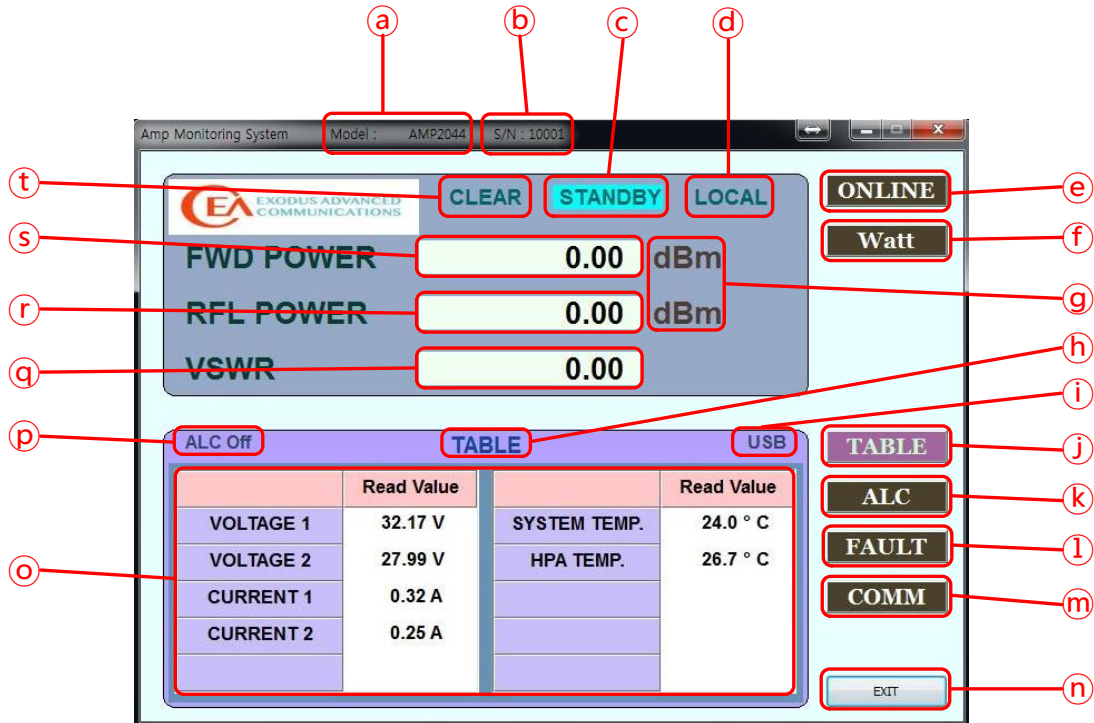 ⓐ ⓑ ⓒ ⓓ
Amp Monitoring System Model : AMP2044 S/N : 10001
ⓣ CLEAR STANDBY LOCAL ONLINE ⓔ
CEA EXODUS ADVANCED
COMMUNICATIONS
ⓢ Watt ⓕ
FWD POWER 0.00 dBm
ⓖ
ⓡ RFL POWER 0.00 dBm
ⓗ
ⓠ VSWR 0.00
ⓘ
ⓟ ALC Off TABLE USB TABLE ⓙ
Read Value Read Value
ALC ⓚ
VOLTAGE 1 32.17 V SYSTEM TEMP. 24.0 ° C
FAULT ⓛ
ⓞ VOLTAGE 2 27.99 V HPA TEMP. 26.7 ° C
CURRENT 1 0.32 A COMM ⓜ
CURRENT 2 0.25 A
EXIT ⓝ